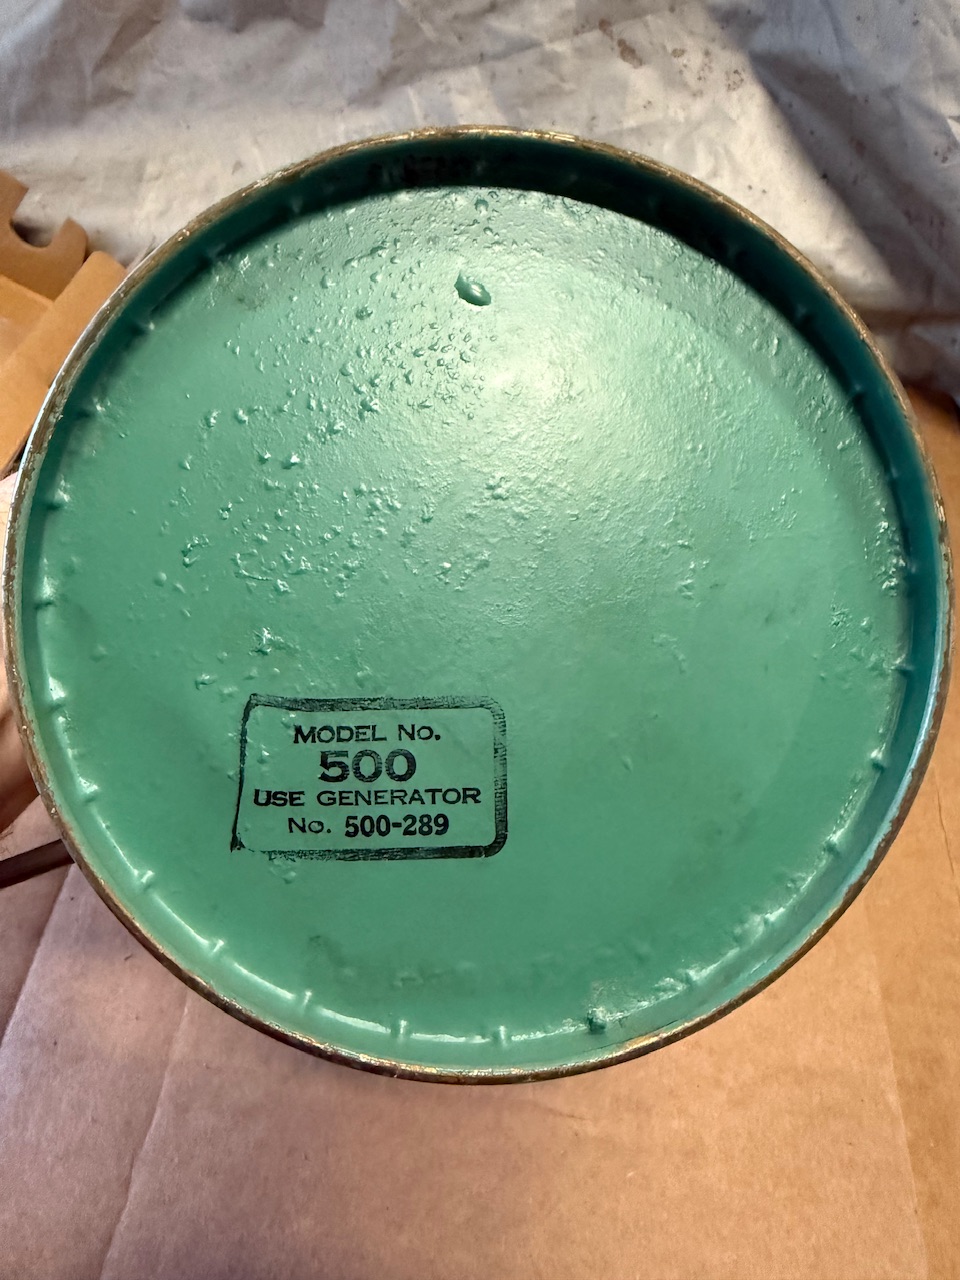 MODEL No.
500
USE GENERATOR
No. 500-289